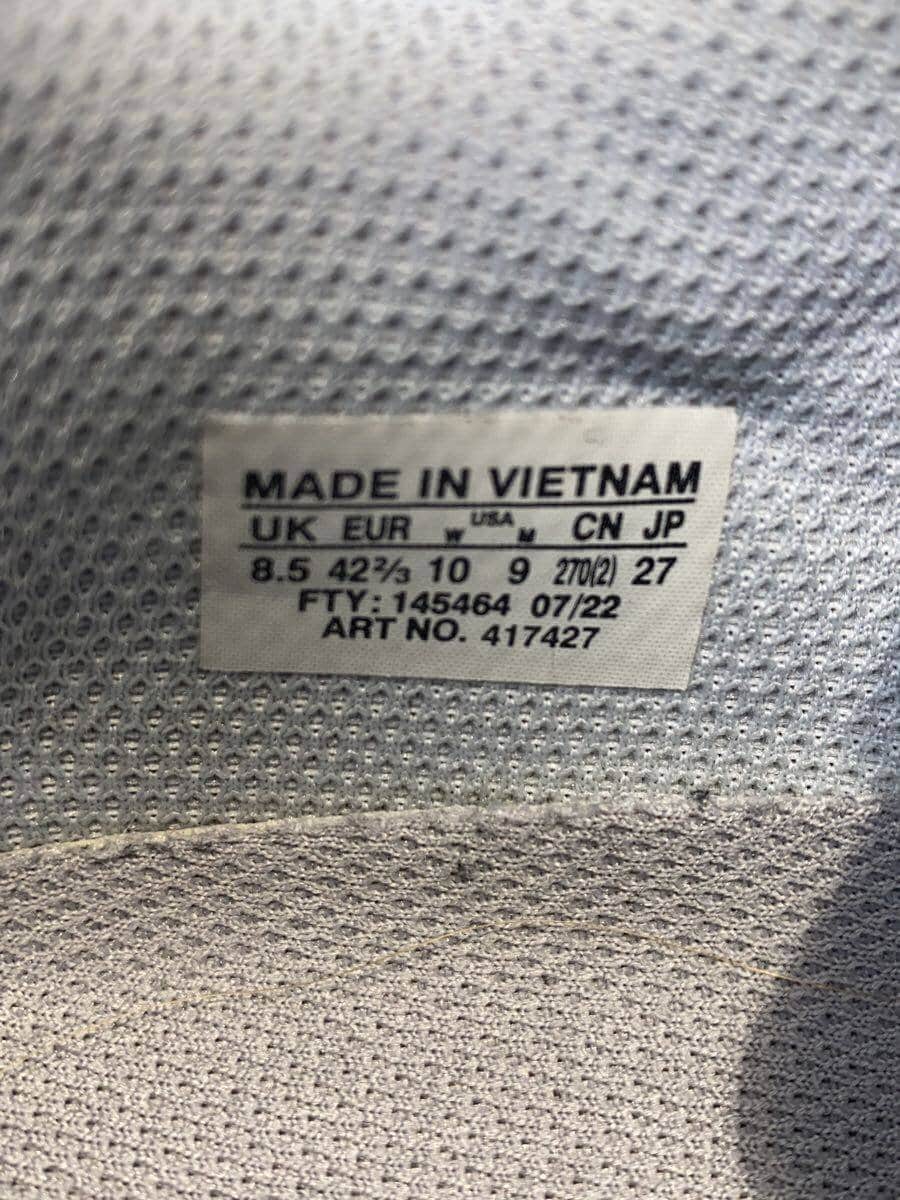 MADE IN VIETNAM
UK EUR W USA M CN JP
8.5 42⅔ 10 9 270(2) 27
FTY: 145464 07/22
ART NO. 417427